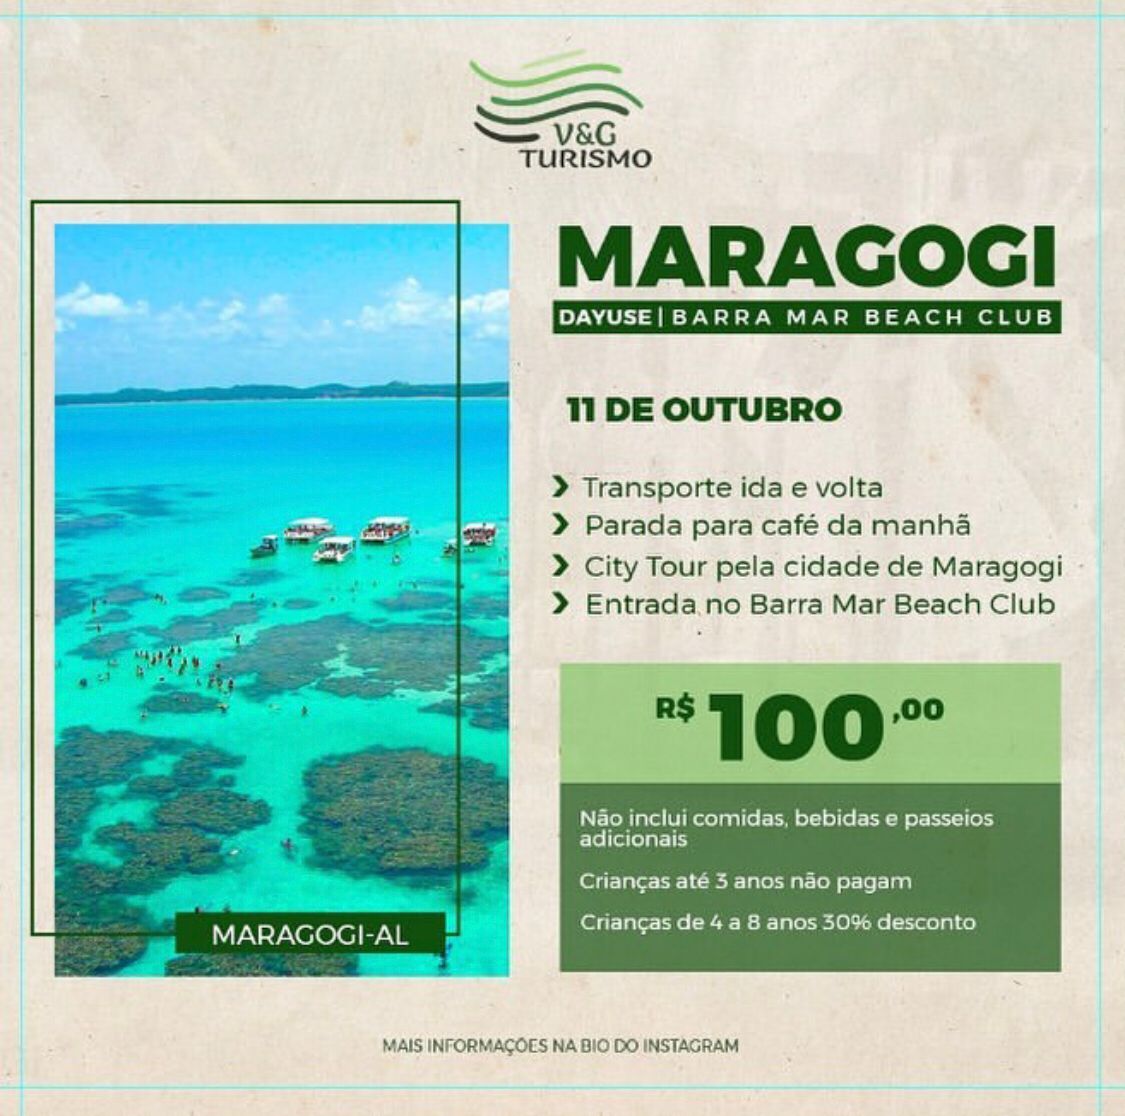 V&G
TURISMO
MARAGOGI
DAYUSE | BARRA MAR BEACH CLUB
11 DE OUTUBRO
❯ Transporte ida e volta
❯ Parada para café da manhã
❯ City Tour pela cidade de Maragogi
❯ Entrada no Barra Mar Beach Club
R$ 100,00
Não inclui comidas, bebidas e passeios
adicionais
Crianças até 3 anos não pagam
Crianças de 4 a 8 anos 30% desconto
MARAGOGI-AL
MAIS INFORMAÇÕES NA BIO DO INSTAGRAM